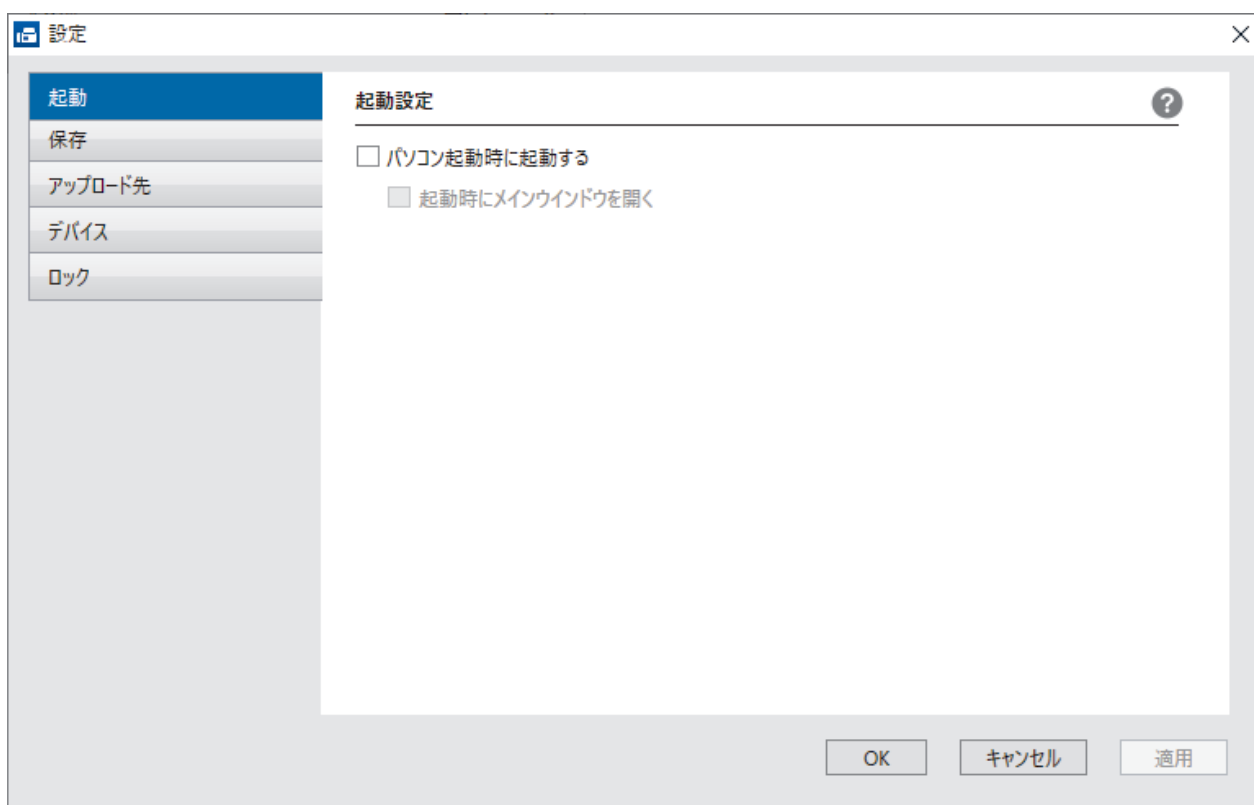 設定
起動
保存
アップロード先
デバイス
ロック
起動設定
?
パソコン起動時に起動する
起動時にメインウインドウを開く
OK
キャンセル
適用